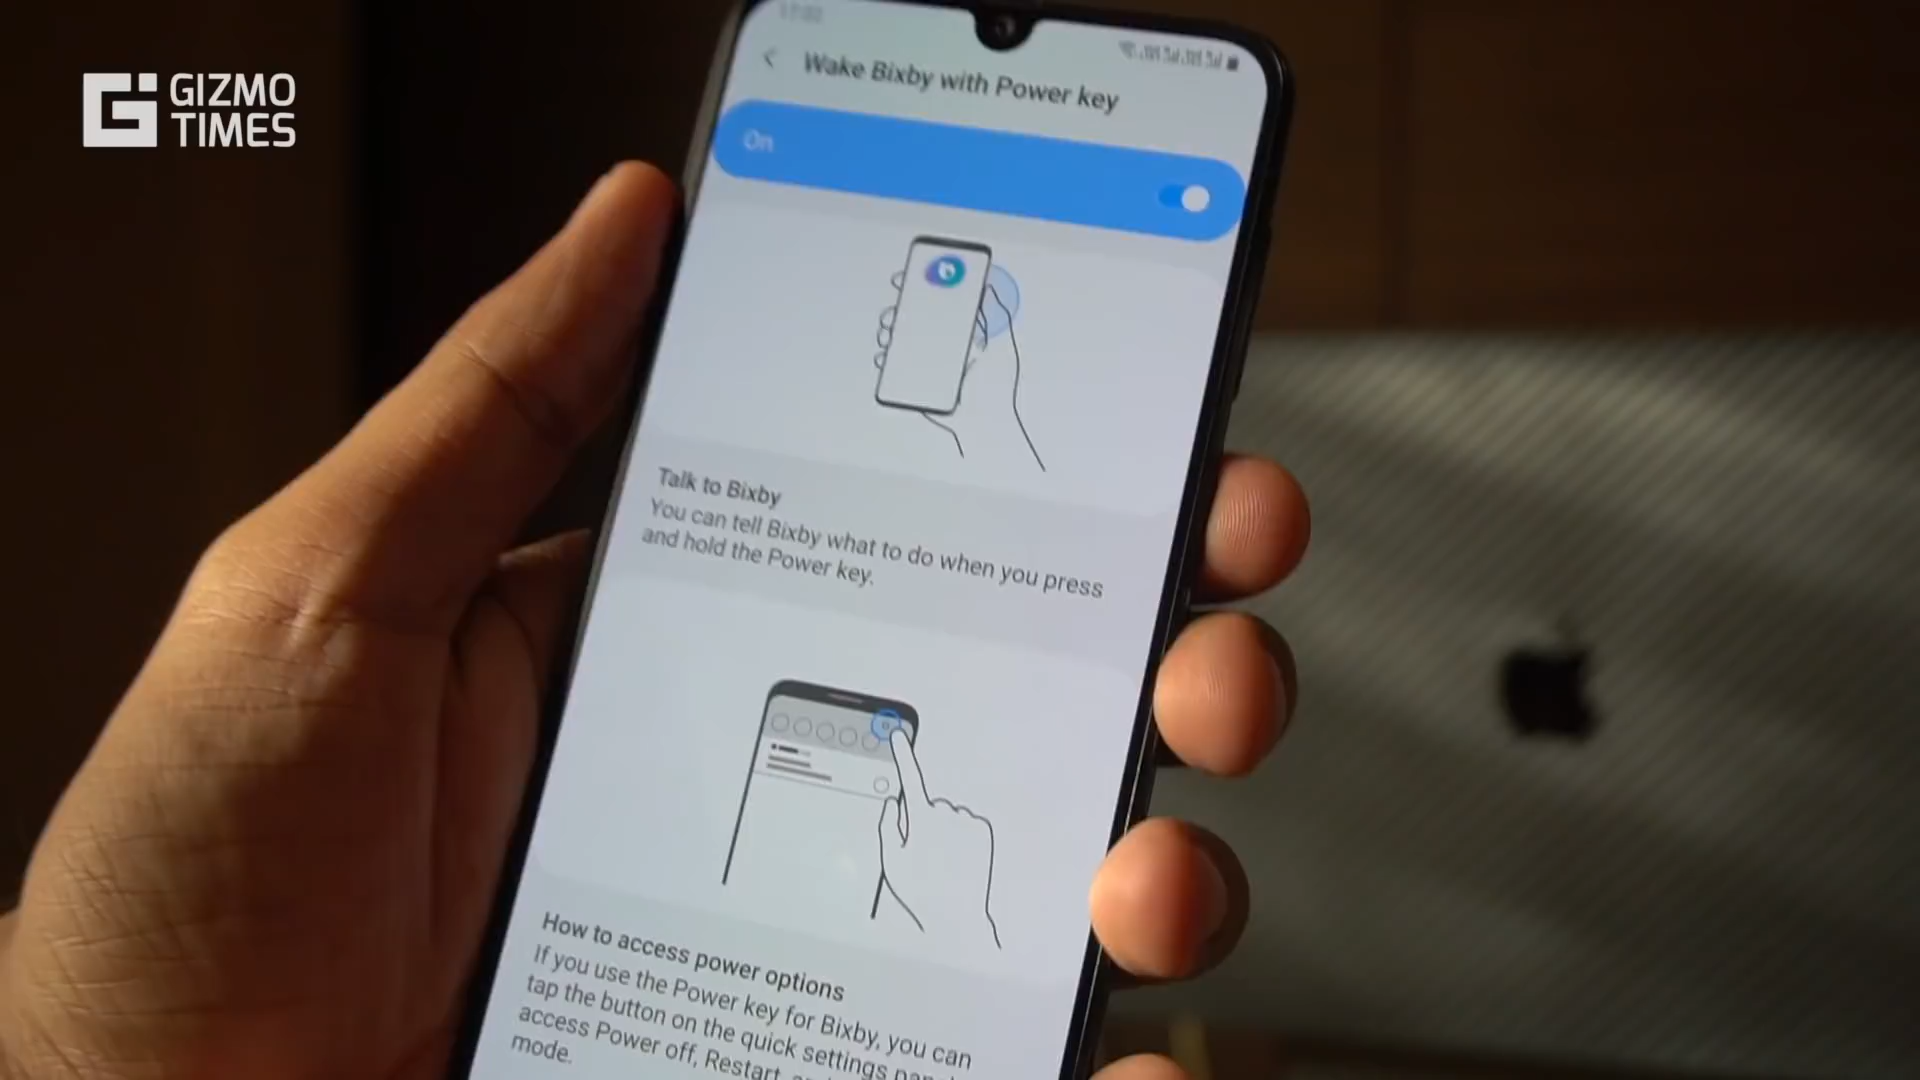 GIZMO
TIMES
Wake Bixby with Power key
On
Talk to Bixby
You can tell Bixby what to do when you press
and hold the Power key.
How to access power options
If you use the Power key for Bixby, you can
tap the button on the quick settings
access Power off, Restart,
mode.